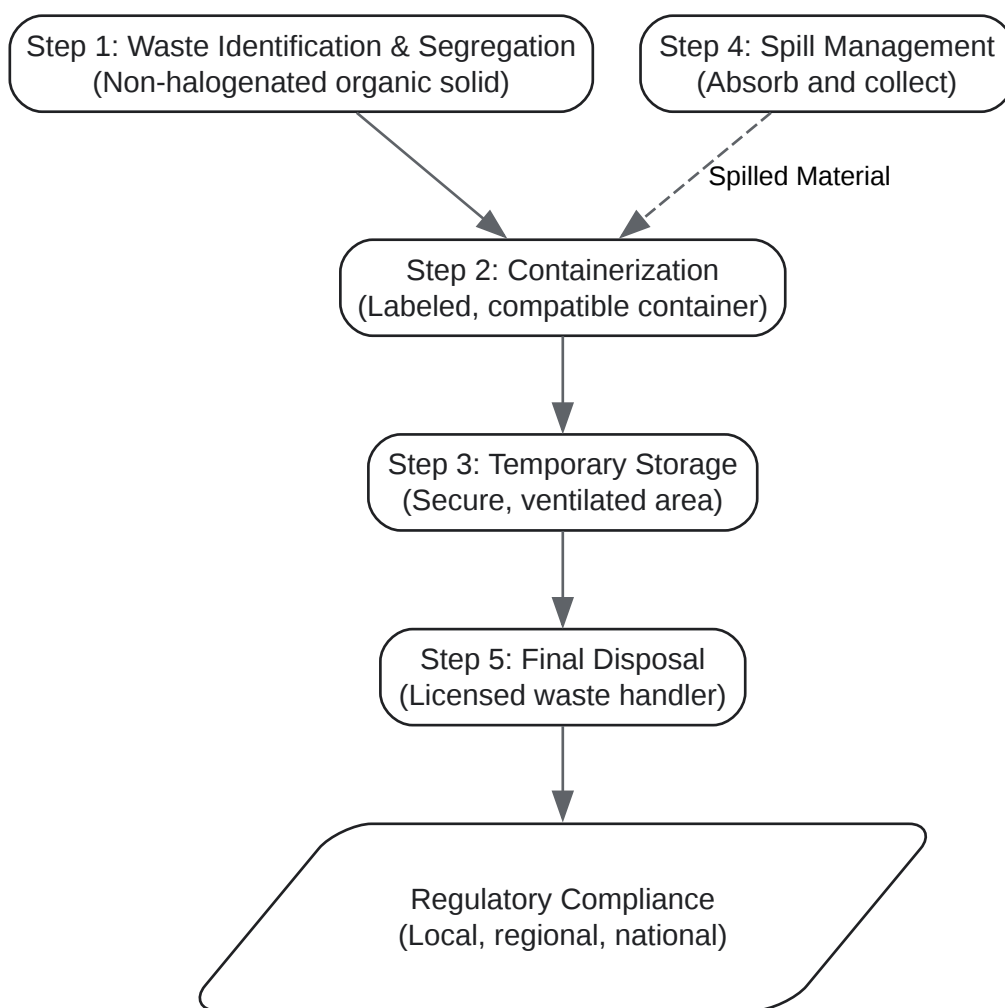 Step 1: Waste Identification & Segregation
(Non-halogenated organic solid)
Step 4: Spill Management
(Absorb and collect)
Spilled Material
Step 2: Containerization
(Labeled, compatible container)
Step 3: Temporary Storage
(Secure, ventilated area)
Step 5: Final Disposal
(Licensed waste handler)
Regulatory Compliance
(Local, regional, national)